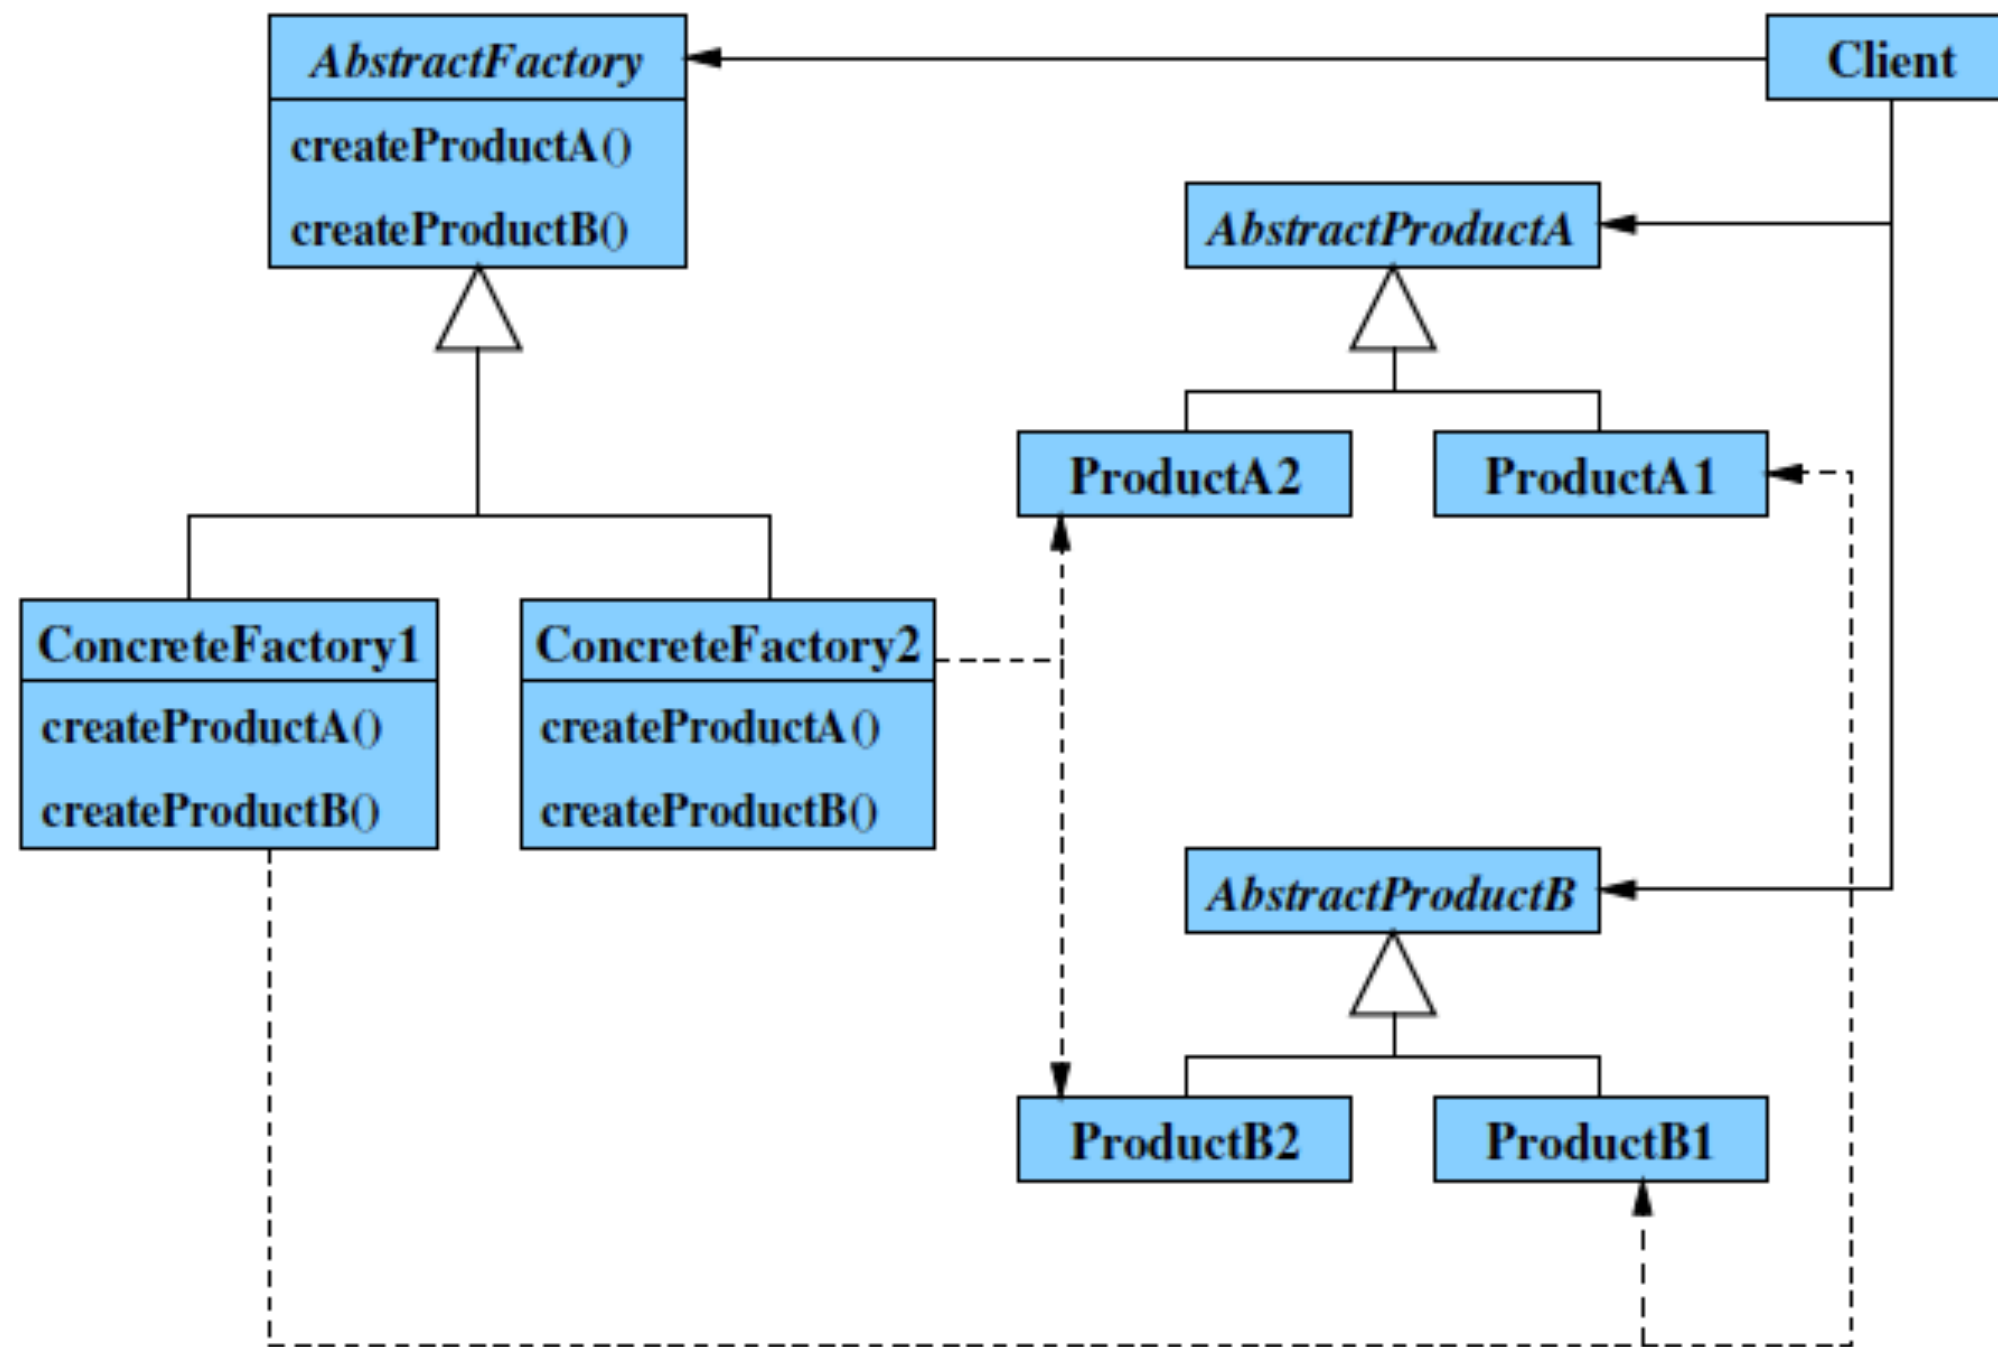 AbstractFactory
createProductA()
createProductB()
Client
AbstractProductA
ProductA2
ProductA1
ConcreteFactory1
createProductA()
createProductB()
ConcreteFactory2
createProductA()
createProductB()
AbstractProductB
ProductB2
ProductB1